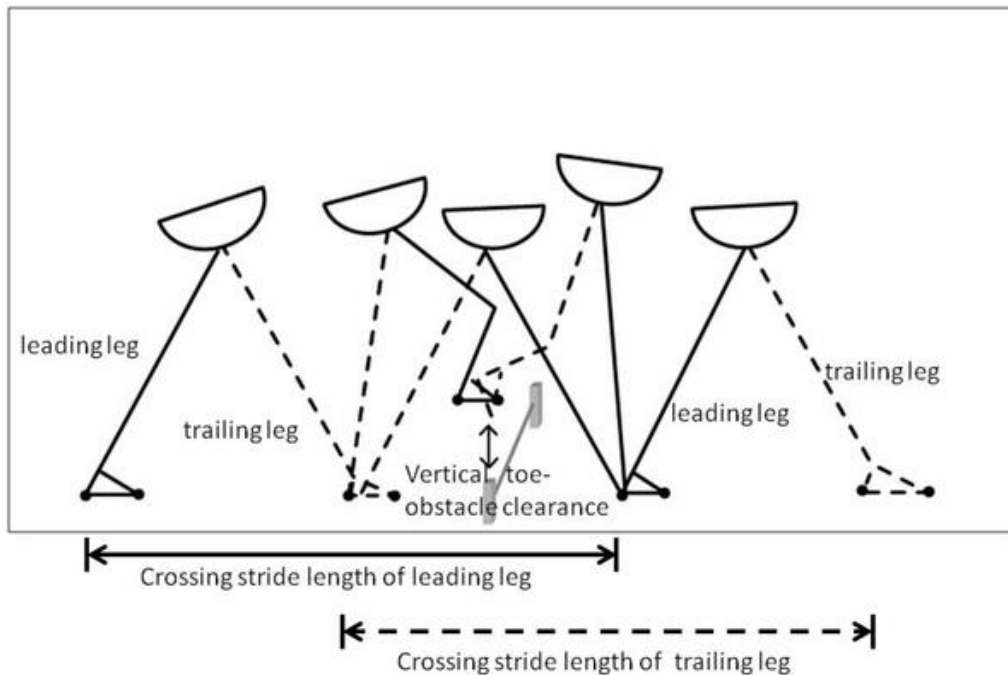 leading leg
trailing leg
Vertical toe-
obstacle clearance
leading leg
trailing leg
Crossing stride length of leading leg
Crossing stride length of trailing leg